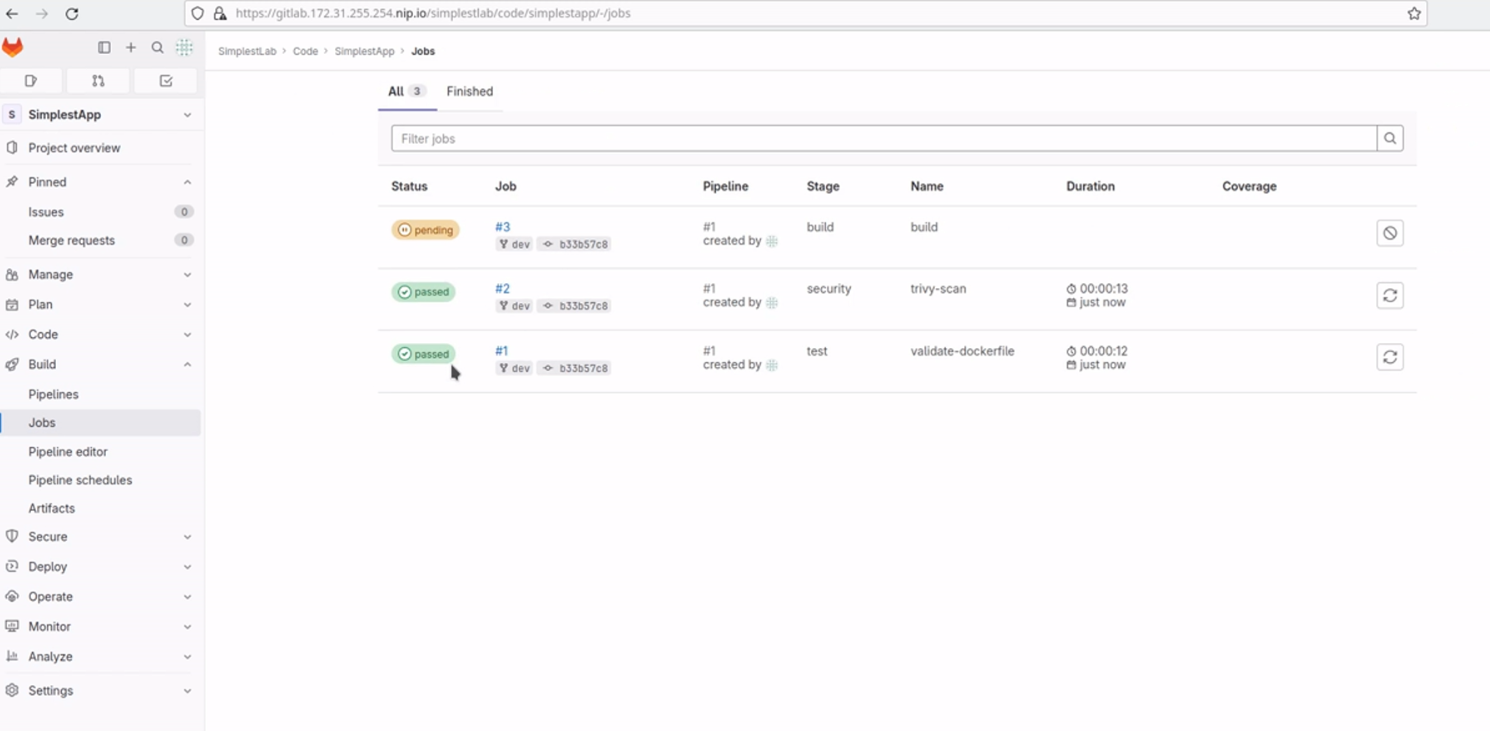 https://gitlab.172.31.255.254.nip.io/simplestlab/code/simplestapp/-/jobs
SimplestLab › Code › SimplestApp › Jobs
S SimplestApp
Project overview
Pinned
Issues 0
Merge requests 0
Manage
Plan
Code
Build
Pipelines
Jobs
Pipeline editor
Pipeline schedules
Artifacts
Secure
Deploy
Operate
Monitor
Analyze
Settings
All 3 Finished
Filter jobs
Status Job Pipeline Stage Name Duration Coverage
pending #3 #1 build build
dev b33b57c8 created by
passed #2 #1 security trivy-scan 00:00:13
dev b33b57c8 created by just now
passed #1 #1 test validate-dockerfile 00:00:12
dev b33b57c8 created by just now